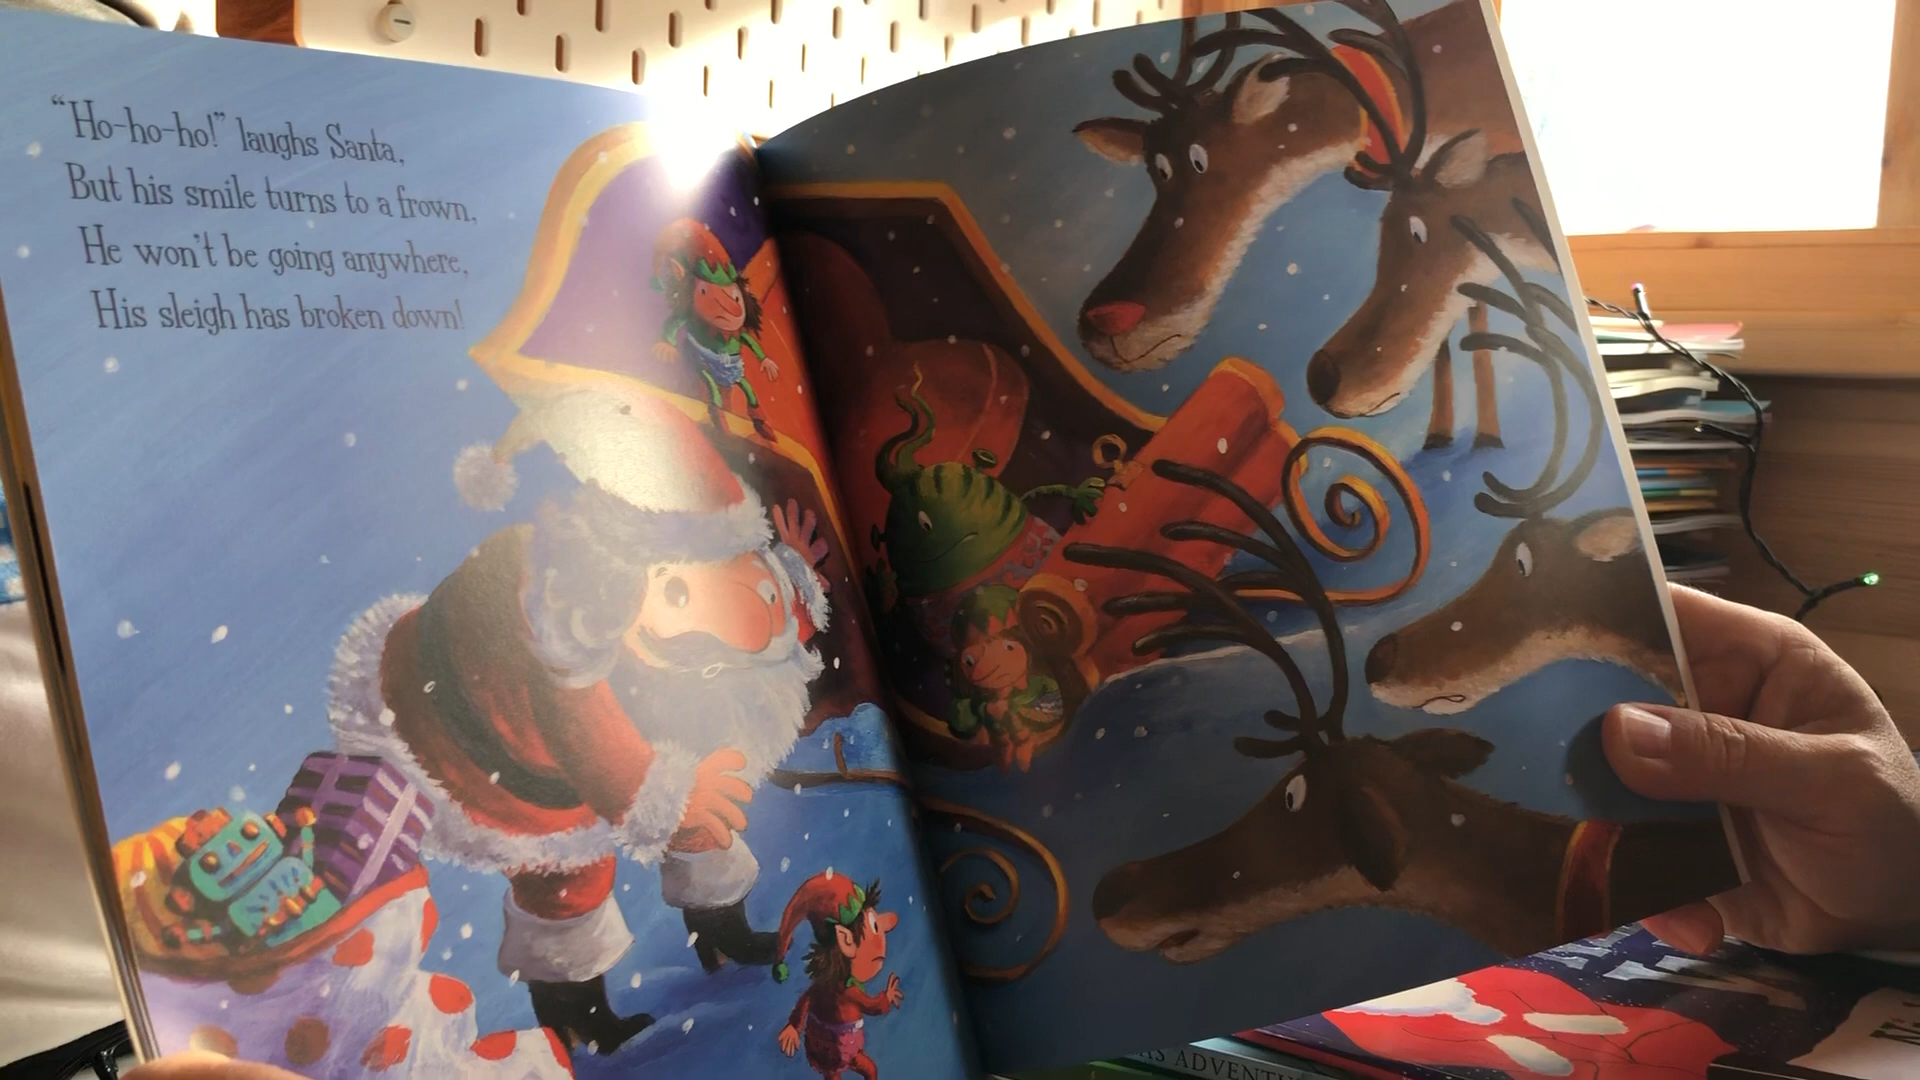 “Ho-ho-ho!” laughs Santa,
But his smile turns to a frown,
He won't be going anywhere,
His sleigh has broken down!